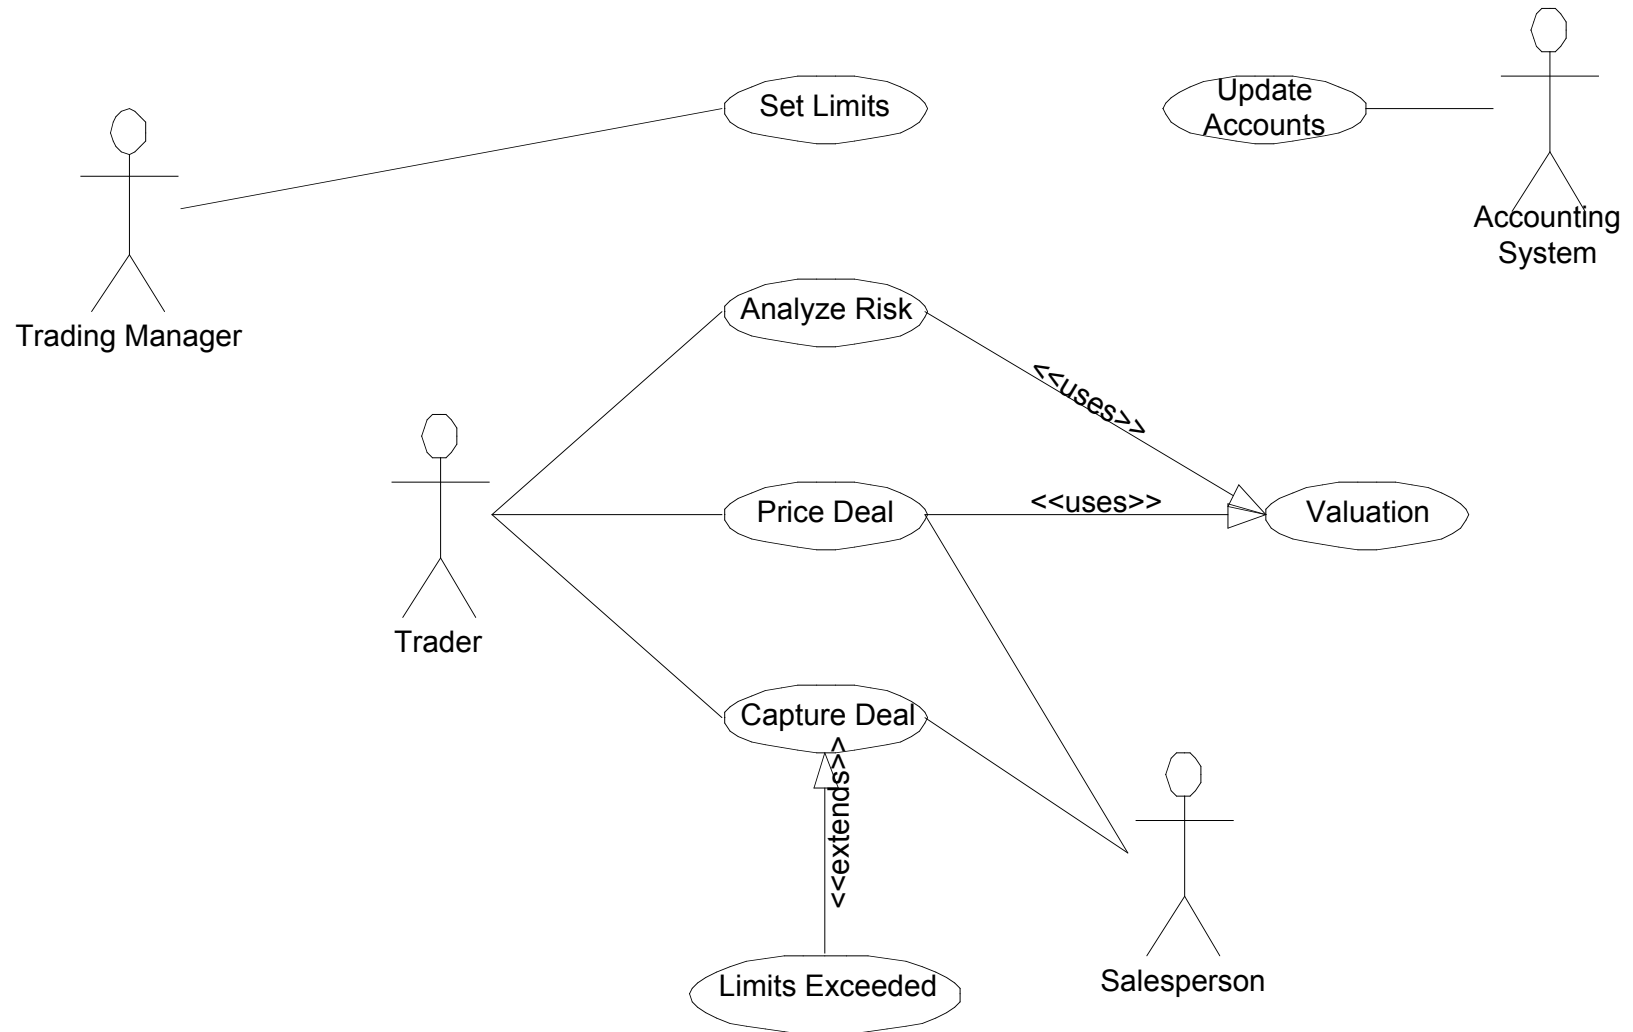 Set Limits
Update
Accounts
Accounting
System
Trading Manager
Analyze Risk
<<uses>>
Price Deal
<<uses>>
Valuation
Trader
Capture Deal
<<extends>>
Limits Exceeded
Salesperson